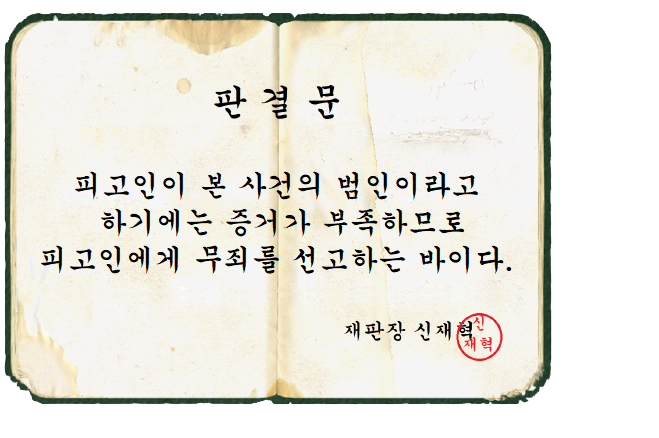 판 결 문
피고인이 본 사건의 범인이라고
하기에는 증거가 부족하므로
피고인에게 무죄를 선고하는 바이다.
재판장 신재혁
신
재혁